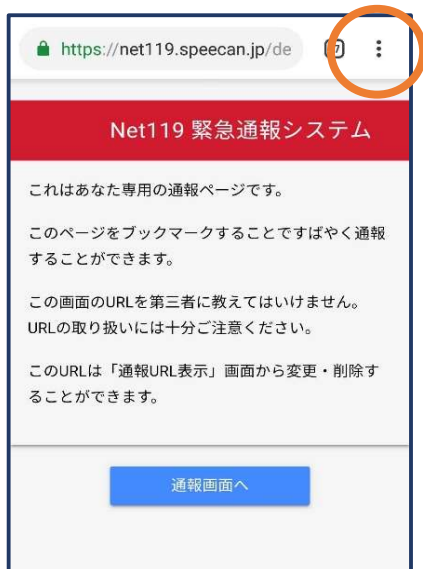 https://net119.speecan.jp/de
Net119 緊急通報システム
これはあなた専用の通報ページです。
このページをブックマークすることですばやく通報
することができます。
この画面のURLを第三者に教えてはいけません。
URLの取り扱いには十分ご注意ください。
このURLは「通報URL表示」画面から変更・削除す
ることができます。
通報画面へ